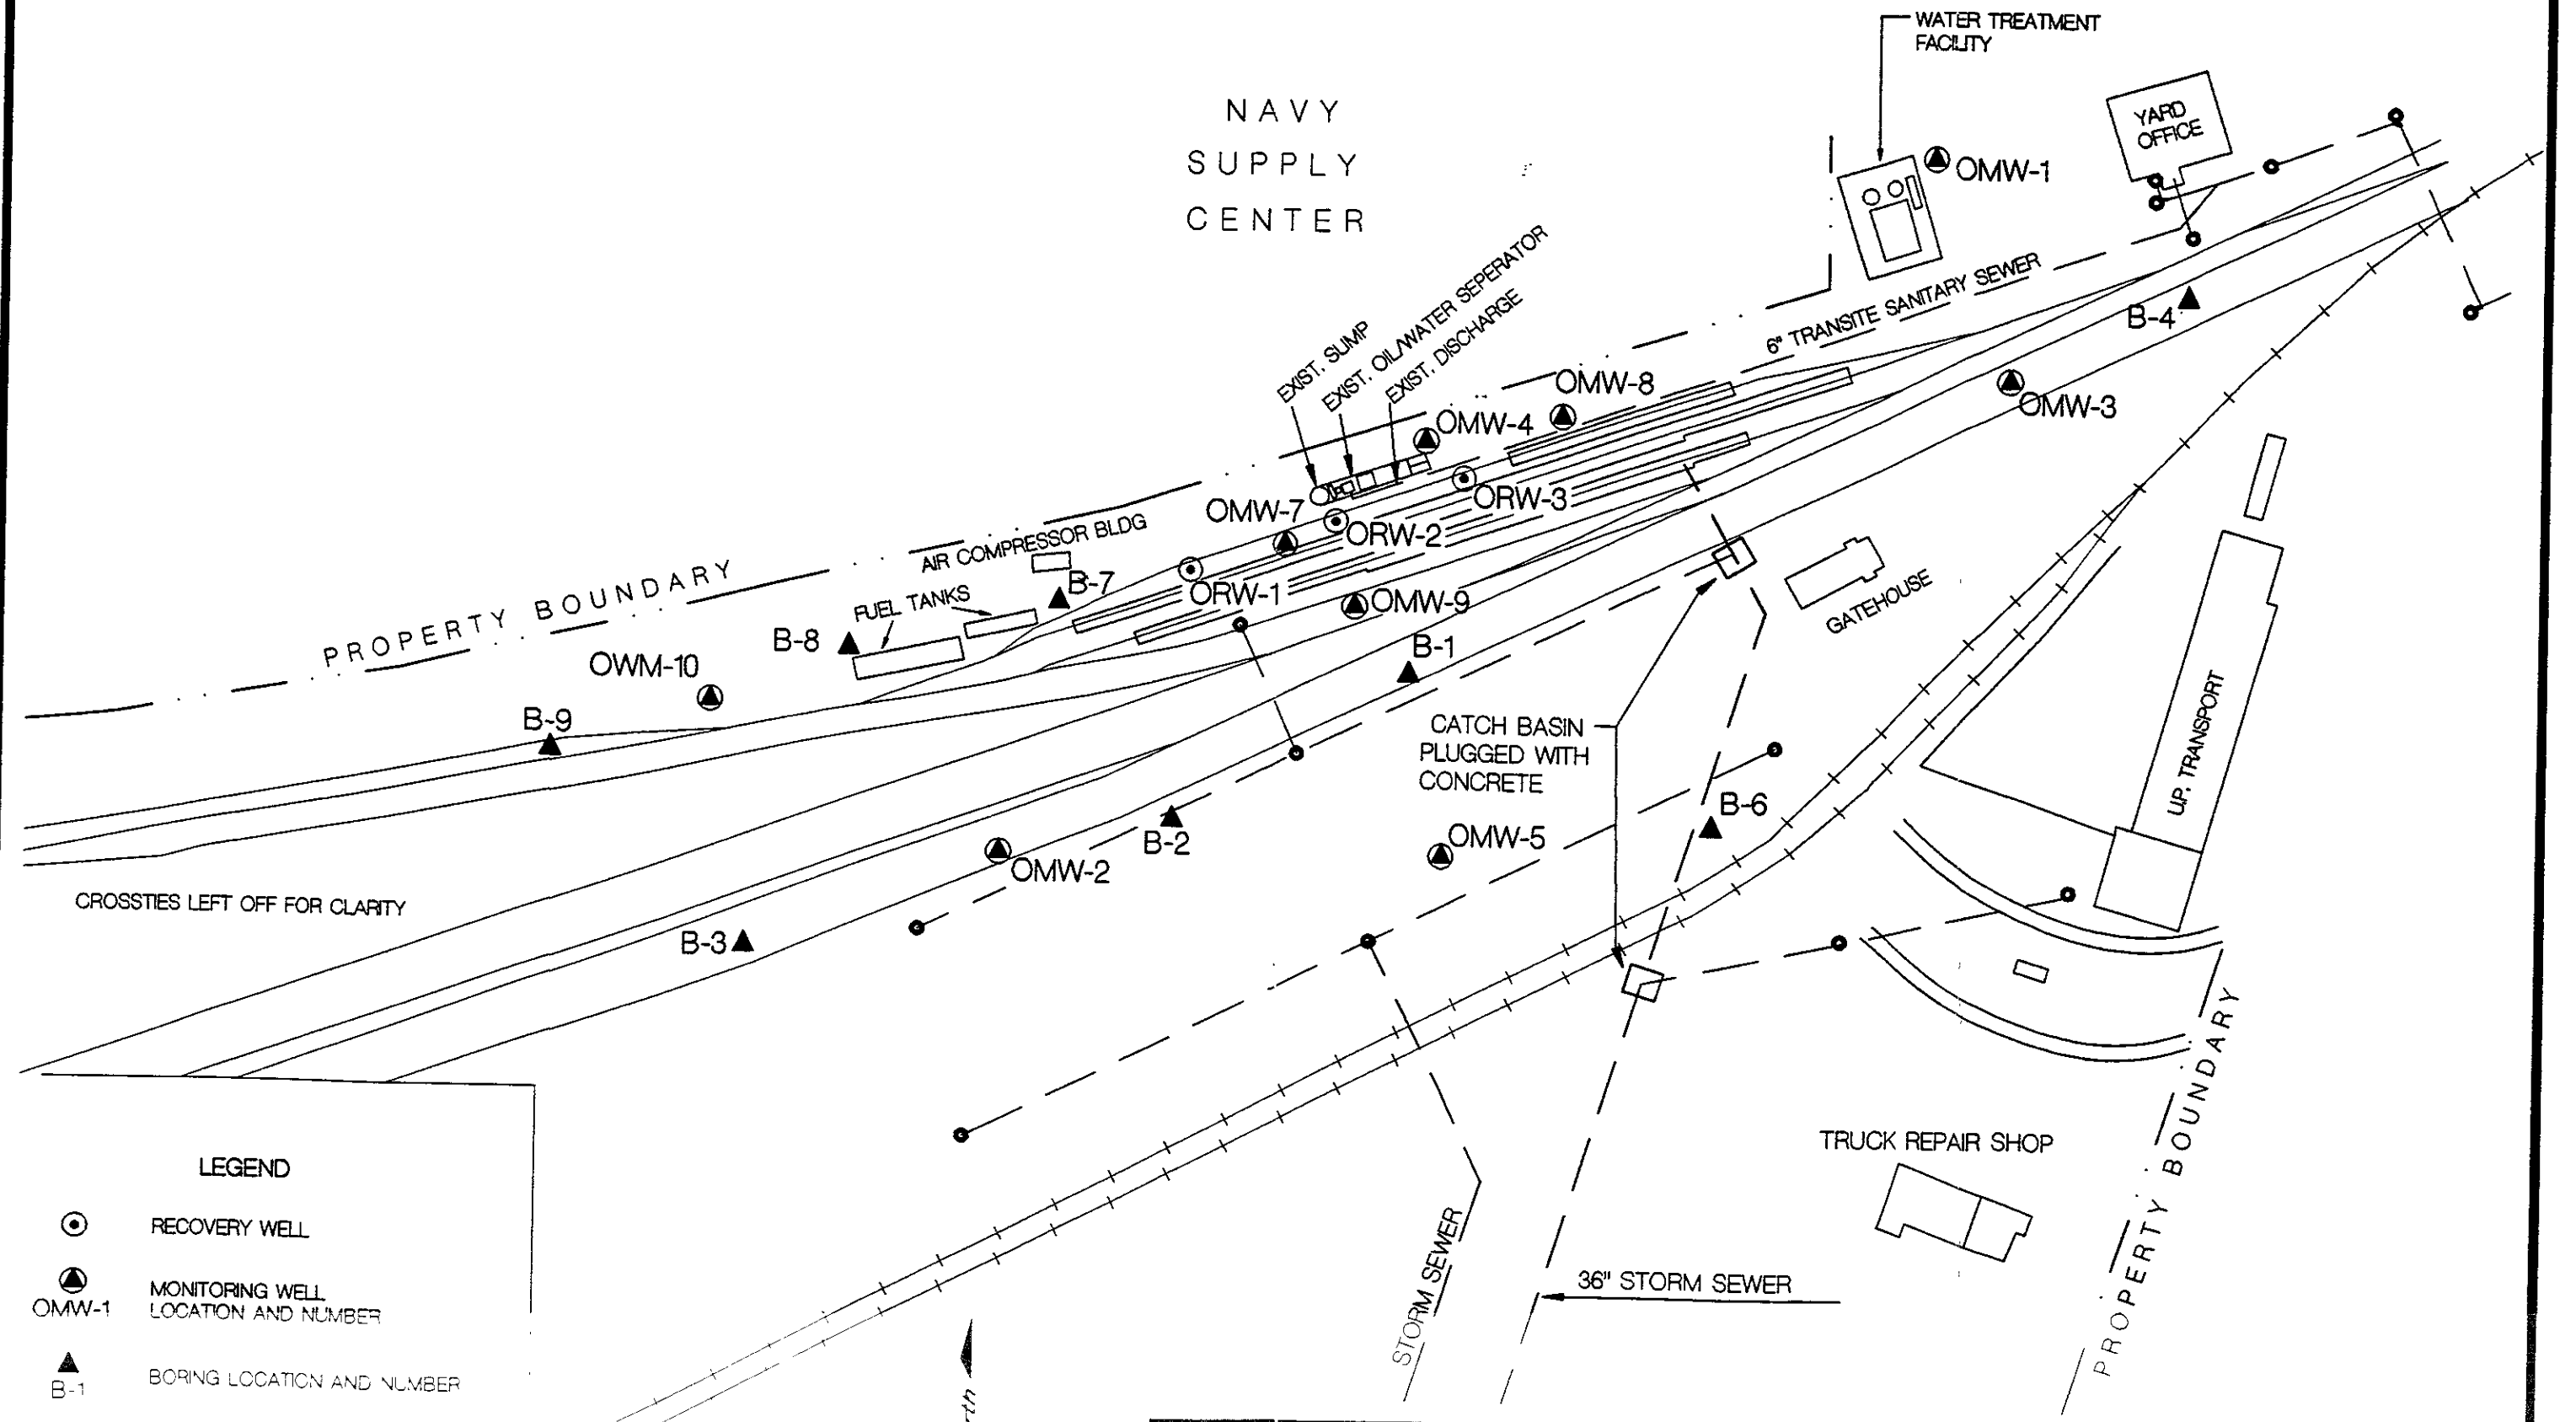 WATER TREATMENT
FACILITY
NAVY
SUPPLY
CENTER
YARD
OFFICE
OMW-1
EXIST. SUMP
EXIST. OIL/WATER SEPERATOR
EXIST. DISCHARGE
6" TRANSITE SANITARY SEWER
B-4
OMW-8
OMW-3
OMW-4
OMW-7
ORW-3
ORW-2
AIR COMPRESSOR BLDG
PROPERTY BOUNDARY
B-7
ORW-1
FUEL TANKS
OMW-9
GATEHOUSE
B-8
B-1
OWM-10
B-9
CATCH BASIN
PLUGGED WITH
CONCRETE
U.P. TRANSPORT
B-6
B-2
OMW-5
OMW-2
CROSSTIES LEFT OFF FOR CLARITY
B-3
TRUCK REPAIR SHOP
PROPERTY BOUNDARY
STORM SEWER
36" STORM SEWER
LEGEND
RECOVERY WELL
MONITORING WELL
OMW-1 LOCATION AND NUMBER
BORING LOCATION AND NUMBER
B-1